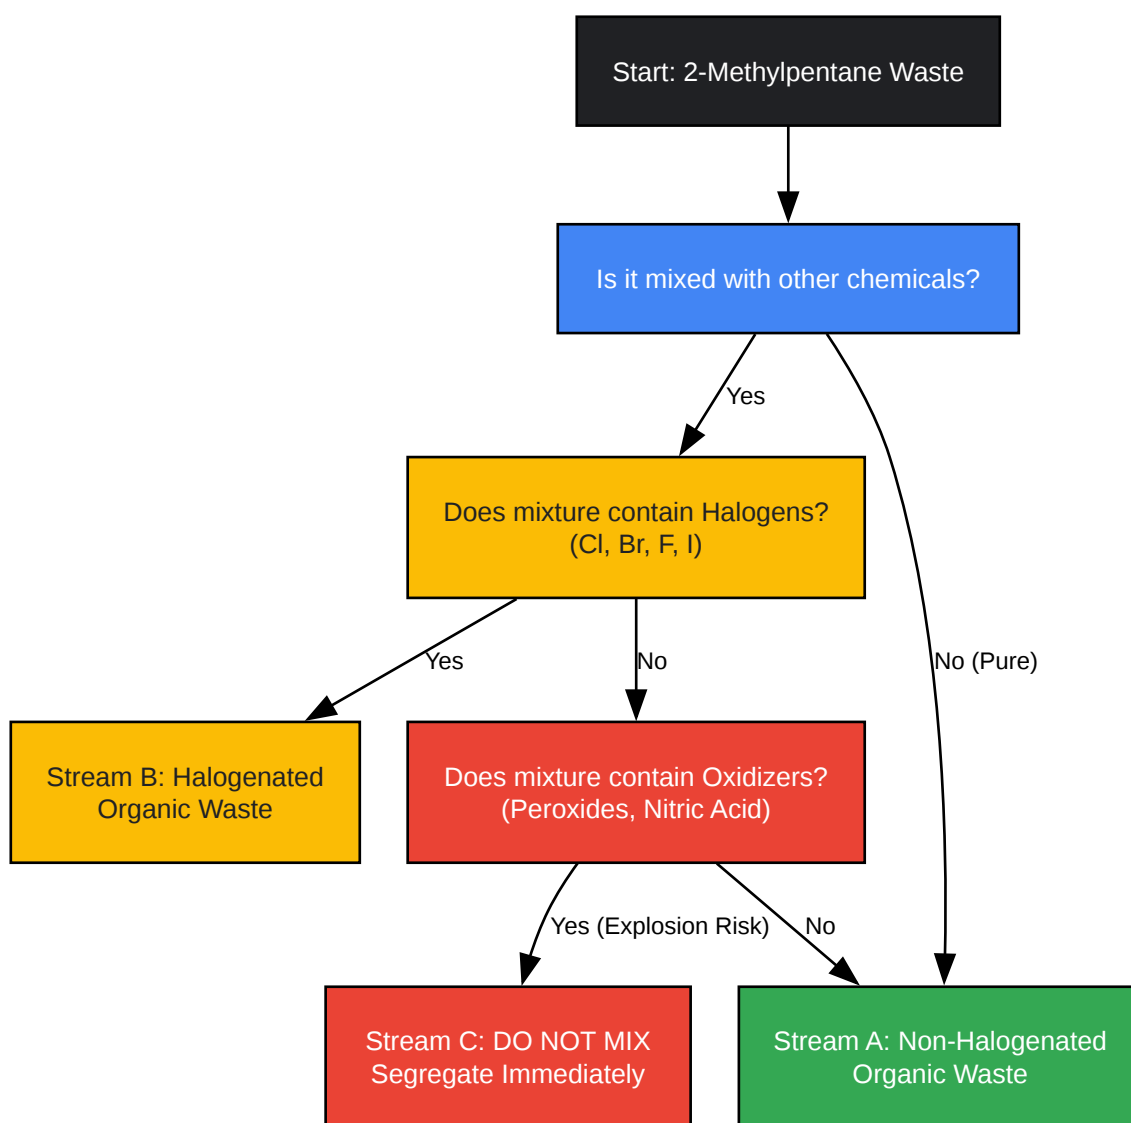 Start: 2-Methylpentane Waste
Is it mixed with other chemicals?
Yes
Does mixture contain Halogens?
(Cl, Br, F, I)
Yes
No
No (Pure)
Stream B: Halogenated
Organic Waste
Does mixture contain Oxidizers?
(Peroxides, Nitric Acid)
Yes (Explosion Risk)
No
Stream C: DO NOT MIX
Segregate Immediately
Stream A: Non-Halogenated
Organic Waste